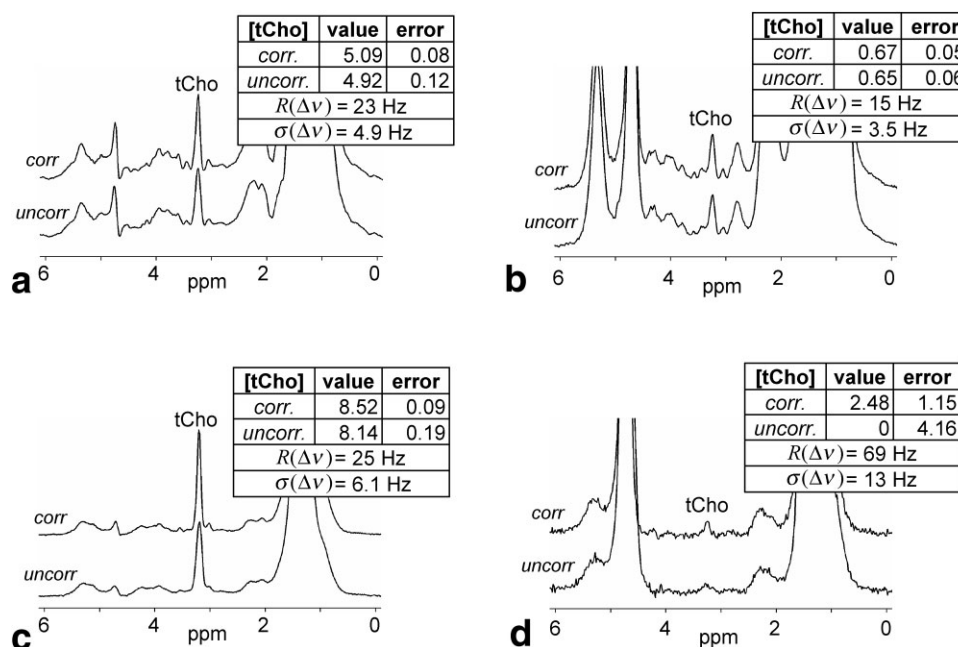 [tCho] value error
corr. 5.09 0.08
uncorr. 4.92 0.12
R(Δν) = 23 Hz
σ(Δν) = 4.9 Hz
tCho
corr
uncorr
6 4 2 0
ppm
a
[tCho] value error
corr. 0.67 0.05
uncorr. 0.65 0.06
R(Δν) = 15 Hz
σ(Δν) = 3.5 Hz
tCho
corr
uncorr
6 4 2 0
ppm
b
[tCho] value error
corr. 8.52 0.09
uncorr. 8.14 0.19
R(Δν) = 25 Hz
σ(Δν) = 6.1 Hz
tCho
corr
uncorr
6 4 2 0
ppm
c
[tCho] value error
corr. 2.48 1.15
uncorr. 0 4.16
R(Δν) = 69 Hz
σ(Δν) = 13 Hz
tCho
corr
uncorr
6 4 2 0
ppm
d